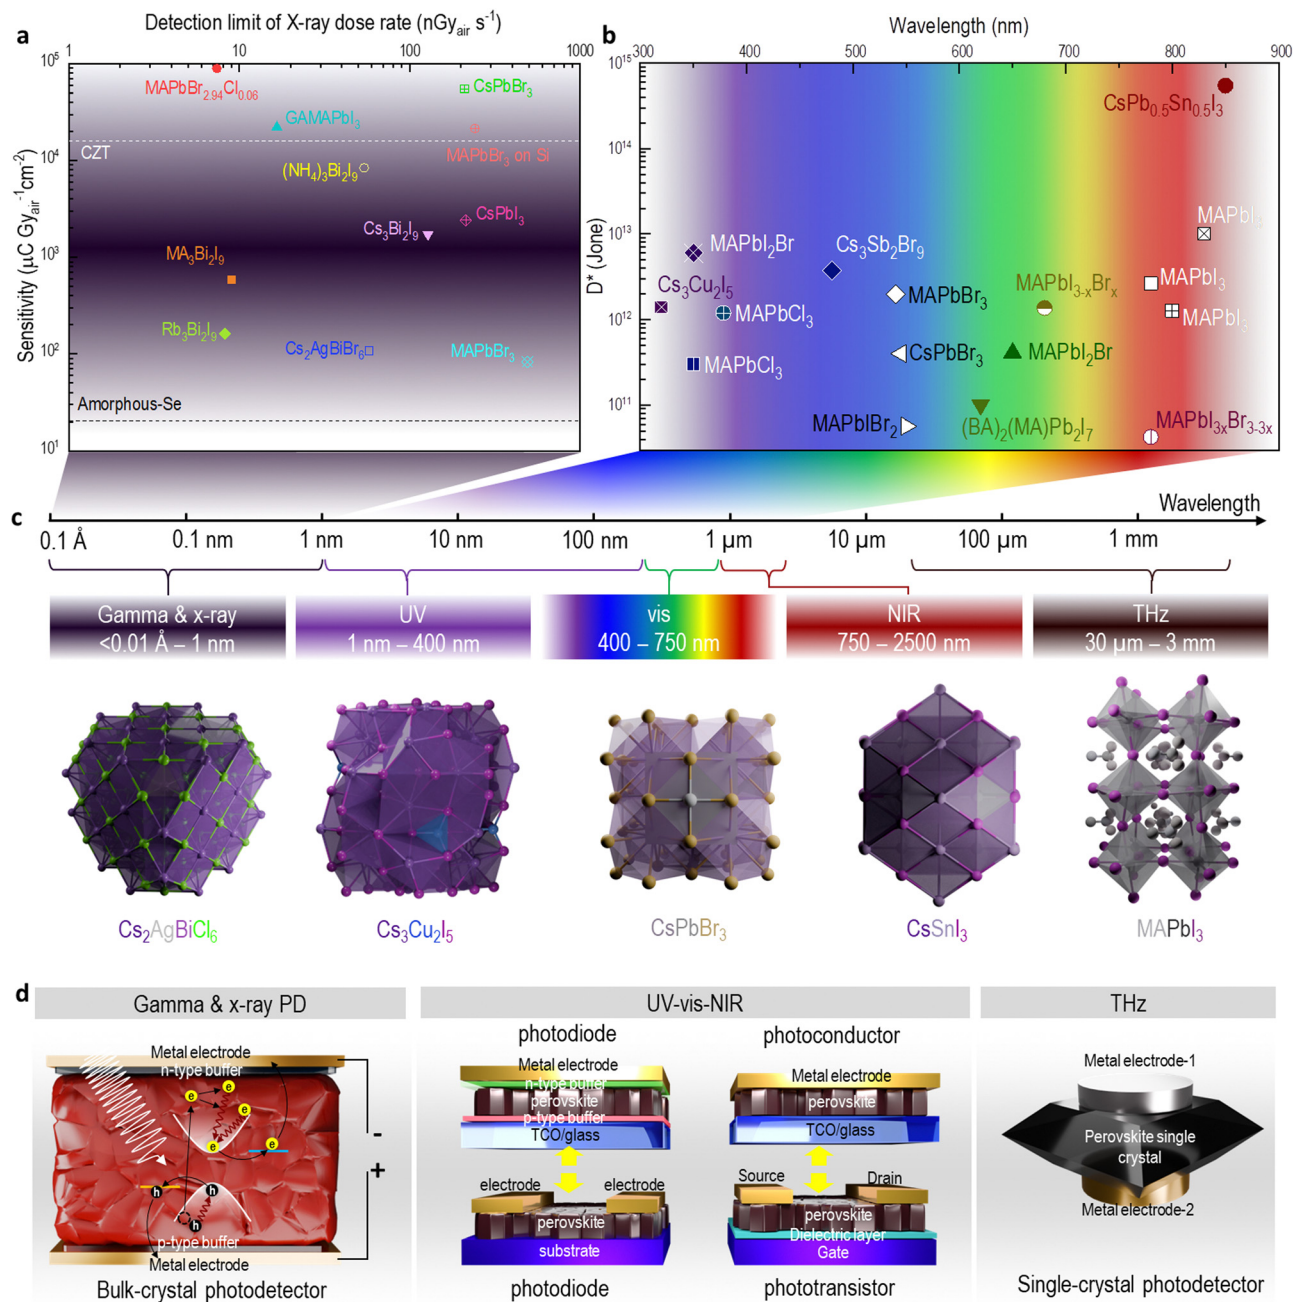 a
Detection limit of X-ray dose rate (nGyair s-1)
1 10 100 1000
Sensitivity (µC Gyair-1cm-2)
105
104
103
102
101
MAPbBr2.94Cl0.06
CsPbBr3
GAMAPbI3
CZT
MAPbBr3 on Si
(NH4)3Bi2I9
CsPbI3
Cs3Bi2I9
MA3Bi2I9
Rb3Bi2I9
Cs2AgBiBr6
MAPbBr3
Amorphous-Se
b
Wavelength (nm)
300 400 500 600 700 800 900
D* (Jone)
1015
1014
1013
1012
1011
CsPb0.5Sn0.5I3
MAPbI3
MAPbI2Br
Cs3Sb2Br9
Cs3Cu2I5
MAPbBr3
MAPbI3-xBrx
MAPbI3
MAPbCl3
MAPbI3
MAPbCl3
CsPbBr3
MAPbI2Br
MAPbIBr2
(BA)2(MA)Pb2I7
MAPbI3xBr3-3x
c
Wavelength
0.1 Å 0.1 nm 1 nm 10 nm 100 nm 1 µm 10 µm 100 µm 1 mm
Gamma & x-ray
<0.01 Å – 1 nm
UV
1 nm – 400 nm
vis
400 – 750 nm
NIR
750 – 2500 nm
THz
30 µm – 3 mm
Cs2AgBiCl6
Cs3Cu2I5
CsPbBr3
CsSnI3
MAPbI3
d
Gamma & x-ray PD
Metal electrode
n-type buffer
e
e
e
e
e
h
h
h
-
+
p-type buffer
Metal electrode
Bulk-crystal photodetector
UV-vis-NIR
photodiode
Metal electrode
n-type buffer
perovskite
p-type buffer
TCO/glass
electrode electrode
perovskite
substrate
photodiode
photoconductor
Metal electrode
perovskite
TCO/glass
Source Drain
perovskite
Dielectric layer
Gate
phototransistor
THz
Metal electrode-1
Perovskite single
crystal
Metal electrode-2
Single-crystal photodetector